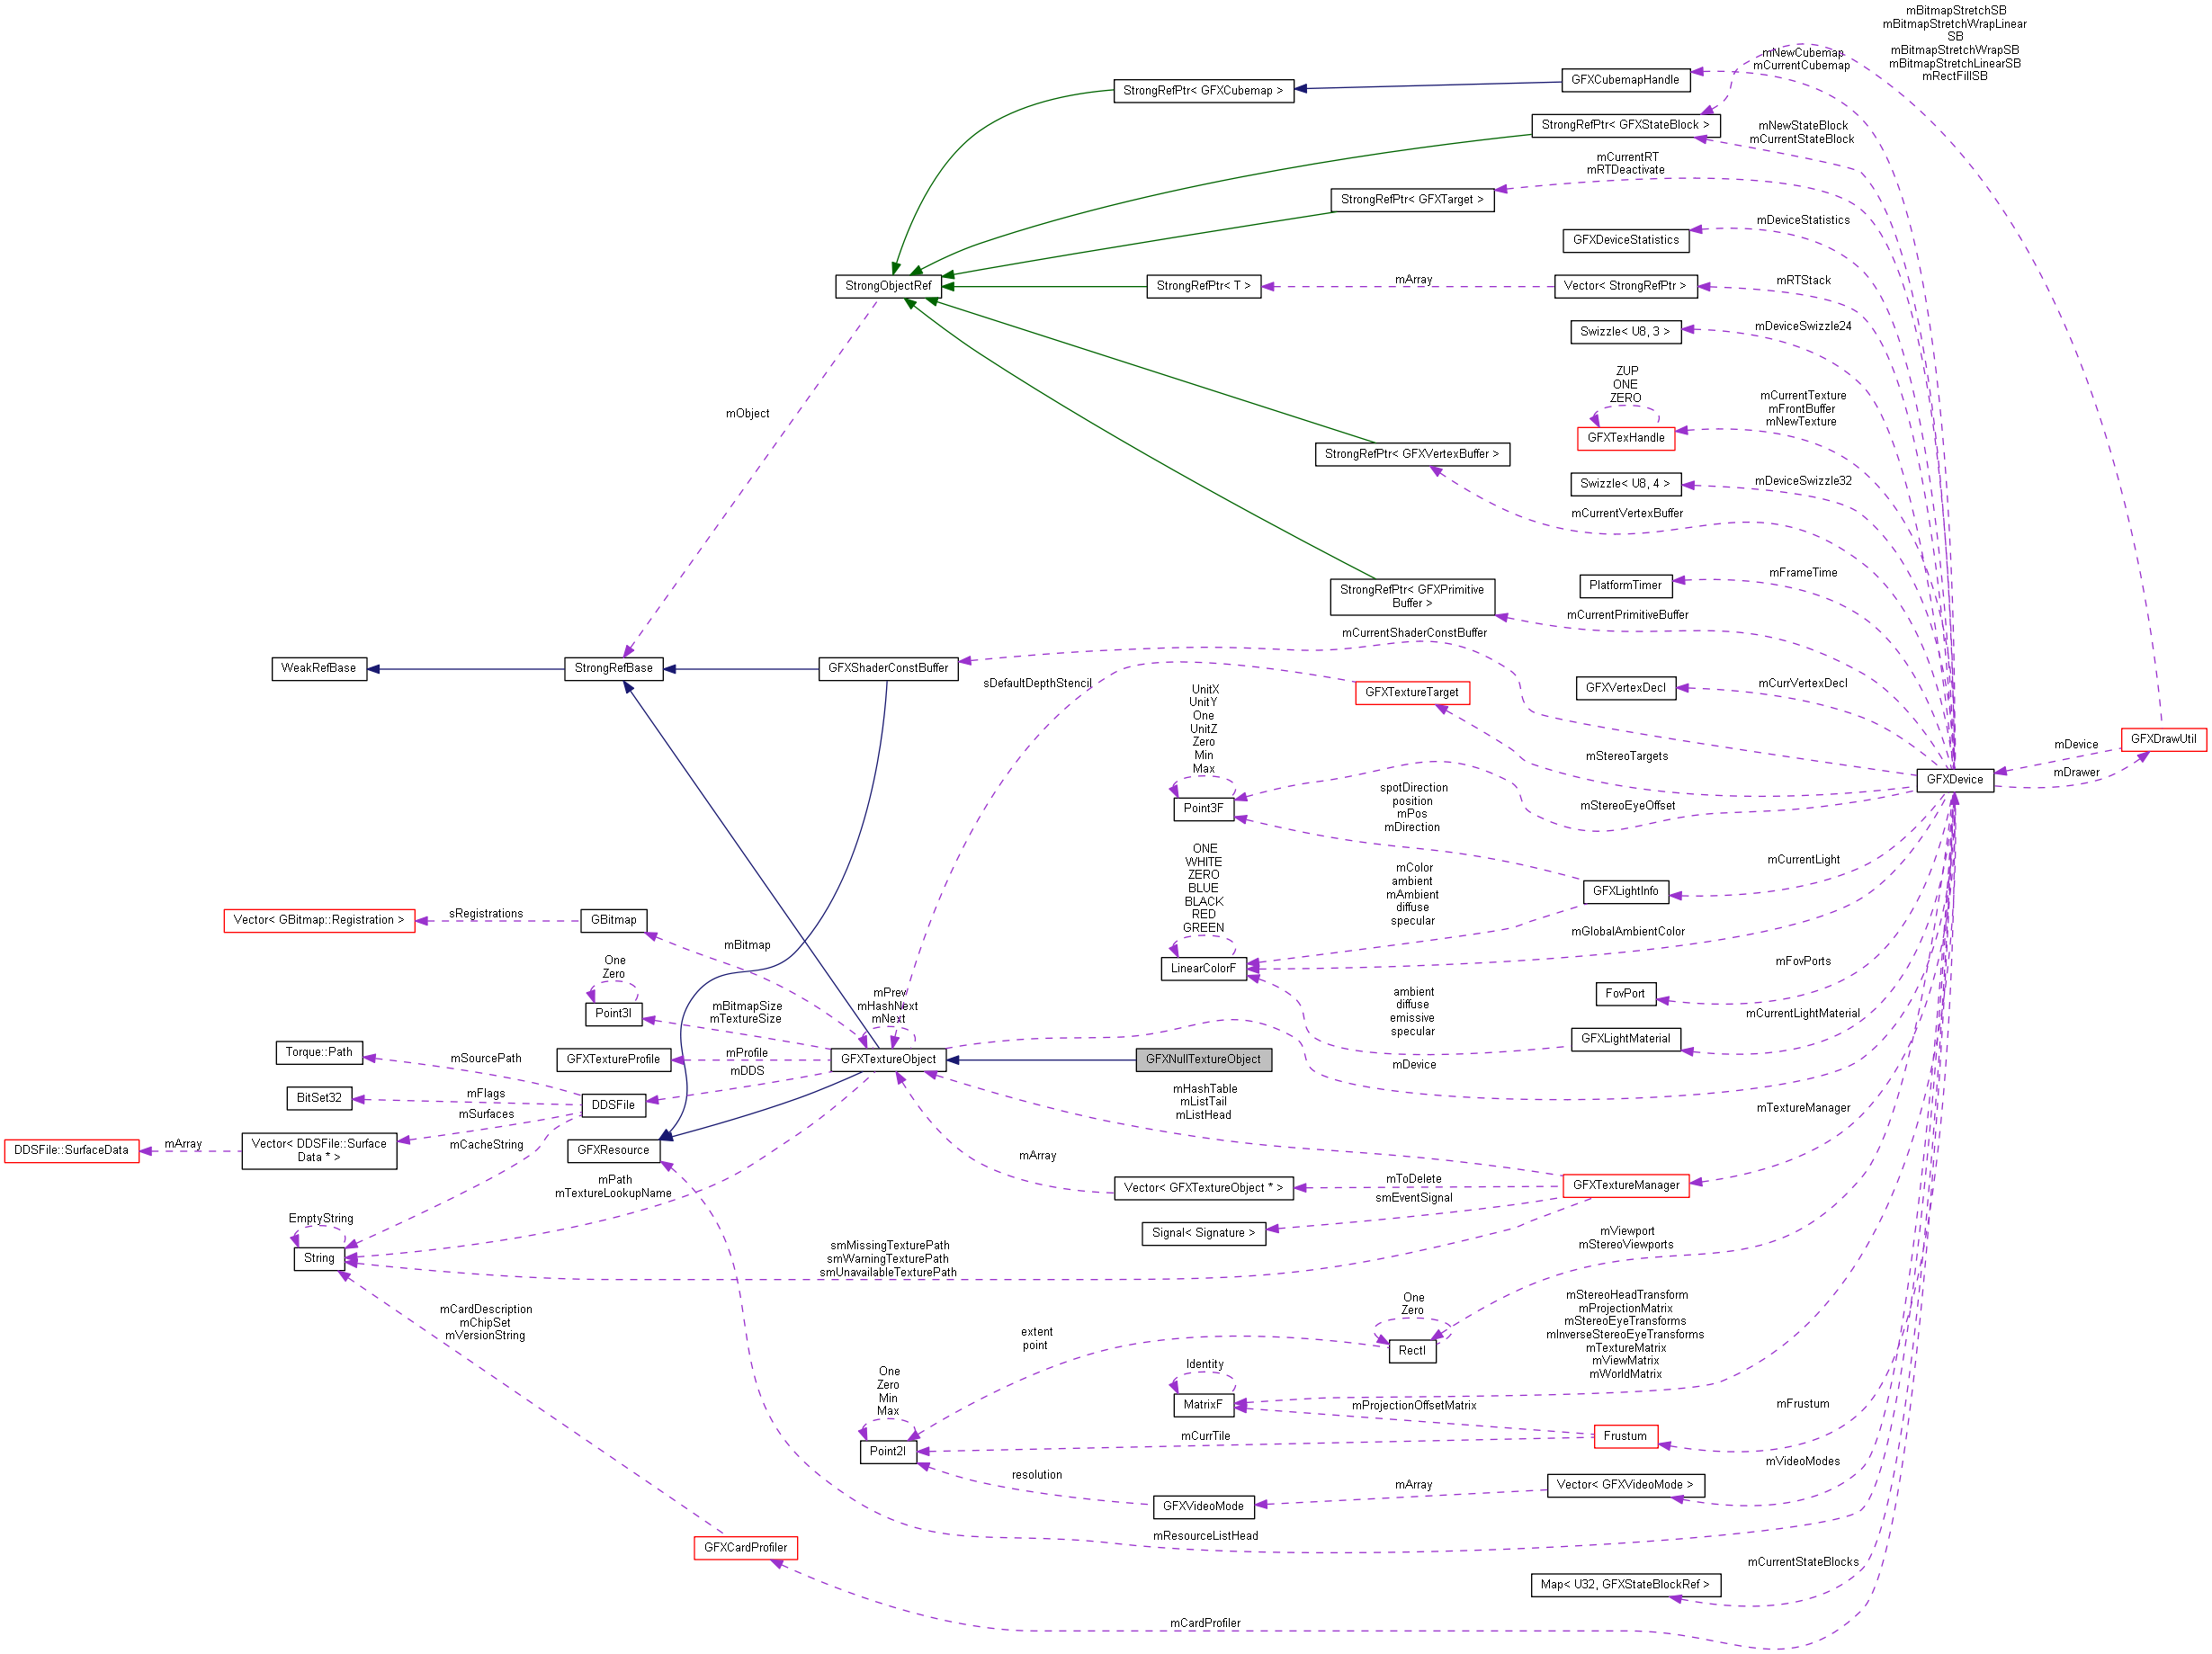 mBitmapStretchSB
mBitmapStretchWrapLinear
SB
mBitmapStretchWrapSB
mBitmapStretchLinearSB
mRectFillSB
mNewCubemap
mCurrentCubemap
GFXCubemapHandle
StrongRefPtr< GFXCubemap >
StrongRefPtr< GFXStateBlock >
mNewStateBlock
mCurrentStateBlock
mCurrentRT
mRTDeactivate
StrongRefPtr< GFXTarget >
mDeviceStatistics
GFXDeviceStatistics
StrongObjectRef
StrongRefPtr< T >
mArray
Vector< StrongRefPtr >
mRTStack
Swizzle< U8, 3 >
mDeviceSwizzle24
ZUP
ONE
ZERO
GFXTexHandle
mCurrentTexture
mFrontBuffer
mNewTexture
mObject
StrongRefPtr< GFXVertexBuffer >
Swizzle< U8, 4 >
mDeviceSwizzle32
mCurrentVertexBuffer
PlatformTimer
mFrameTime
StrongRefPtr< GFXPrimitive
Buffer >
mCurrentPrimitiveBuffer
mCurrentShaderConstBuffer
WeakRefBase
StrongRefBase
GFXShaderConstBuffer
sDefaultDepthStencil
GFXTextureTarget
GFXVertexDecl
mCurrVertexDecl
UnitX
UnitY
One
UnitZ
Zero
Min
Max
Point3F
mStereoTargets
mDevice
mDrawer
GFXDrawUtil
GFXDevice
mStereoEyeOffset
spotDirection
position
mPos
mDirection
ONE
WHITE
ZERO
BLUE
BLACK
RED
GREEN
LinearColorF
mColor
ambient
mAmbient
diffuse
specular
GFXLightInfo
mCurrentLight
mGlobalAmbientColor
mFovPorts
FovPort
Vector< GBitmap::Registration >
sRegistrations
GBitmap
mBitmap
One
Zero
Point3I
mBitmapSize
mTextureSize
mPrev
mHashNext
mNext
ambient
diffuse
emissive
specular
GFXLightMaterial
mCurrentLightMaterial
Torque::Path
mSourcePath
GFXTextureProfile
mProfile
mDDS
GFXTextureObject
GFXNullTextureObject
mDevice
BitSet32
mFlags
DDSFile
mSurfaces
mCacheString
DDSFile::SurfaceData
mArray
Vector< DDSFile::Surface
Data * >
GFXResource
mHashTable
mListTail
mListHead
mTextureManager
mPath
mTextureLookupName
mArray
Vector< GFXTextureObject * >
mToDelete
smEventSignal
GFXTextureManager
Signal< Signature >
EmptyString
String
smMissingTexturePath
smWarningTexturePath
smUnavailableTexturePath
mViewport
mStereoViewports
mCardDescription
mChipSet
mVersionString
One
Zero
RectI
extent
point
mStereoHeadTransform
mProjectionMatrix
mStereoEyeTransforms
mInverseStereoEyeTransforms
mTextureMatrix
mViewMatrix
mWorldMatrix
Identity
MatrixF
One
Zero
Min
Max
Point2I
mProjectionOffsetMatrix
mCurrTile
Frustum
mFrustum
resolution
GFXVideoMode
mArray
Vector< GFXVideoMode >
mVideoModes
mResourceListHead
GFXCardProfiler
Map< U32, GFXStateBlockRef >
mCurrentStateBlocks
mCardProfiler